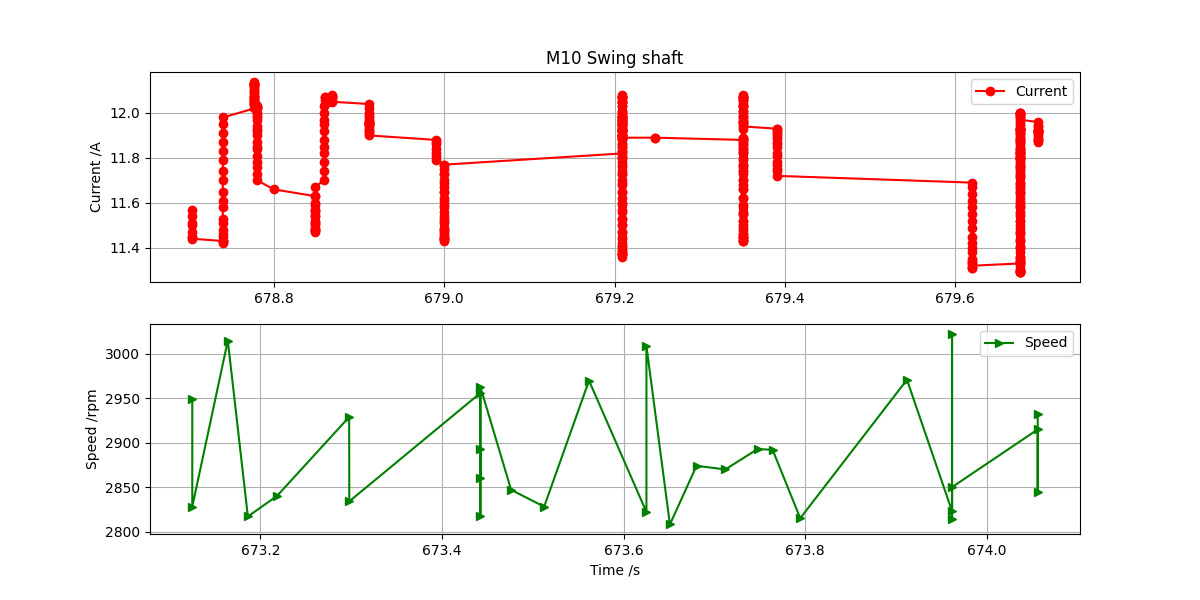 M10 Swing shaft
Current /A
12.0
11.8
11.6
11.4
Current
678.8 679.0 679.2 679.4 679.6
Speed /rpm
3000
2950
2900
2850
2800
Speed
673.2 673.4 673.6 673.8 674.0
Time /s